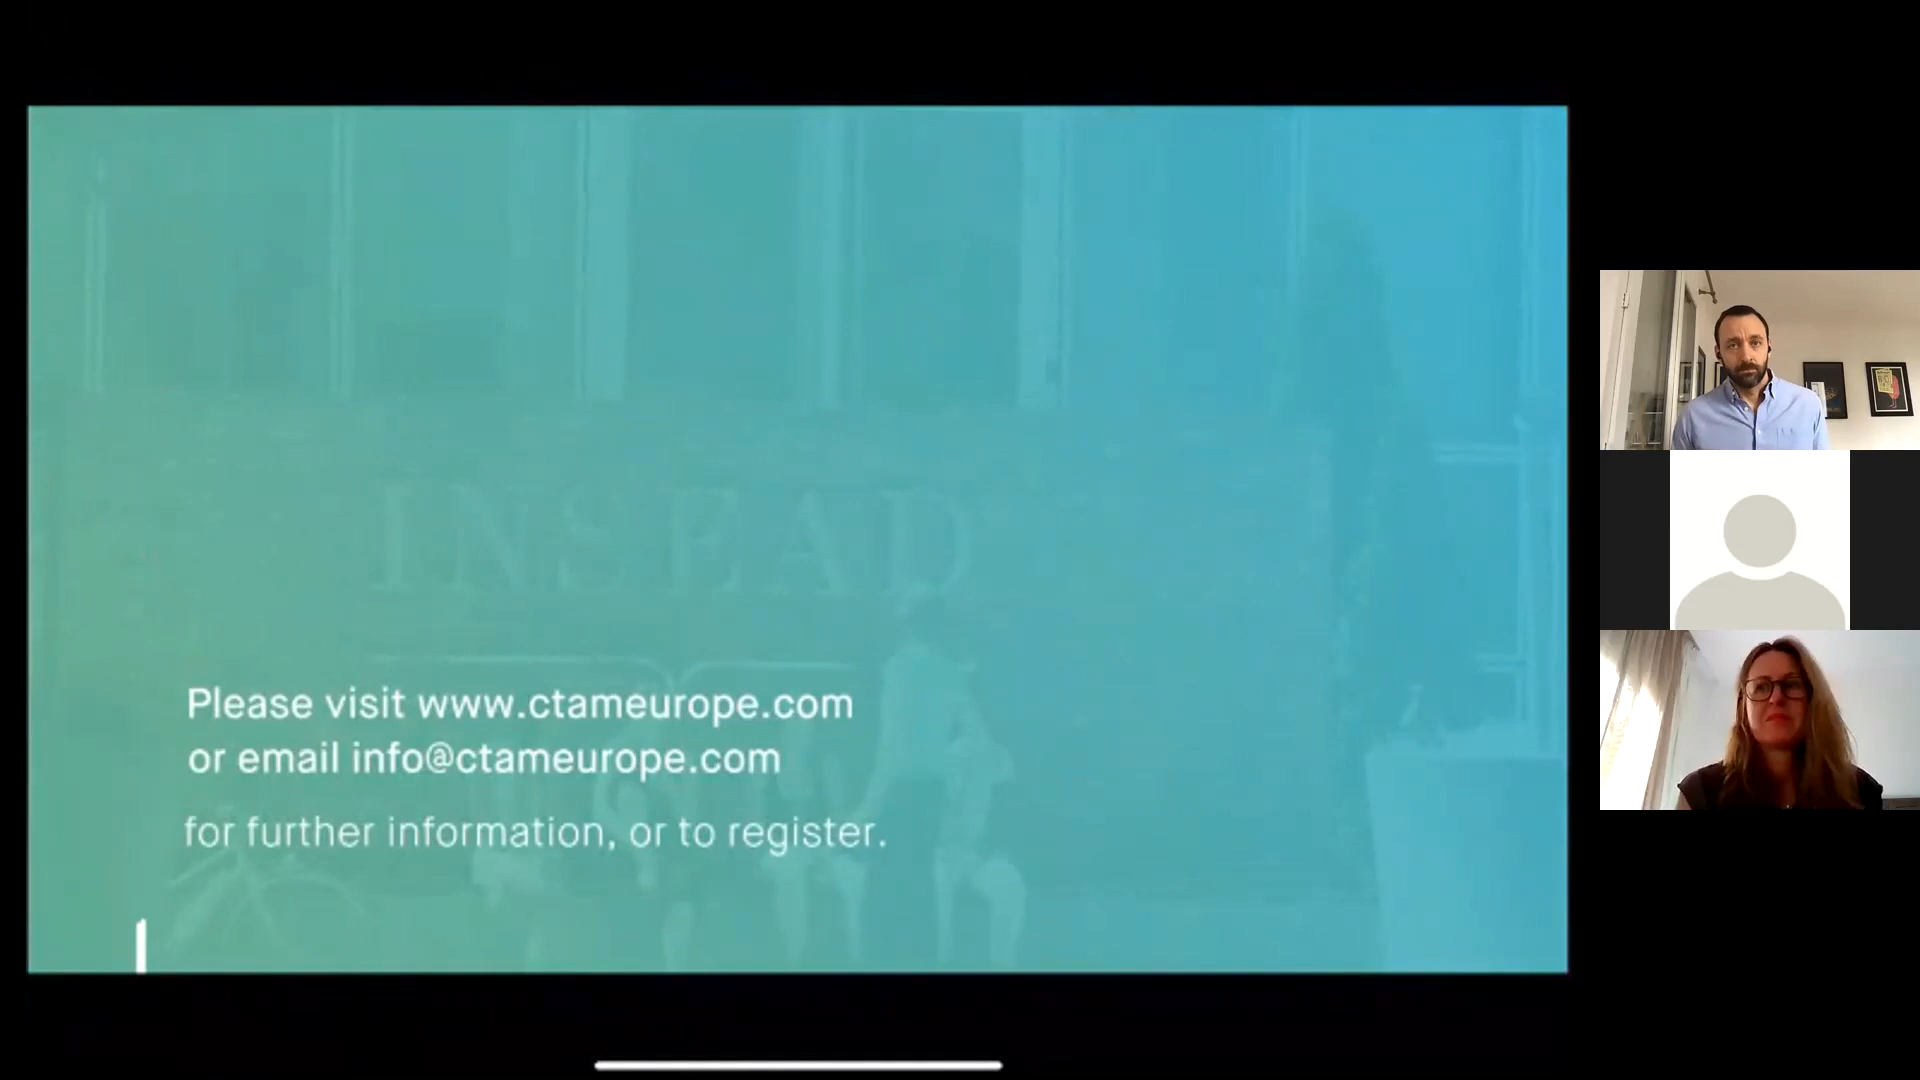 INSEAD
Please visit www.ctameurope.com
or email info@ctameurope.com
for further information, or to register.